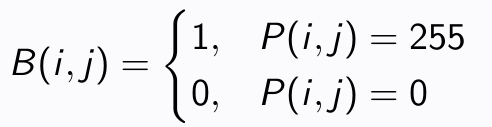 B(i,j) = { 1, P(i,j) = 255
0, P(i,j) = 0